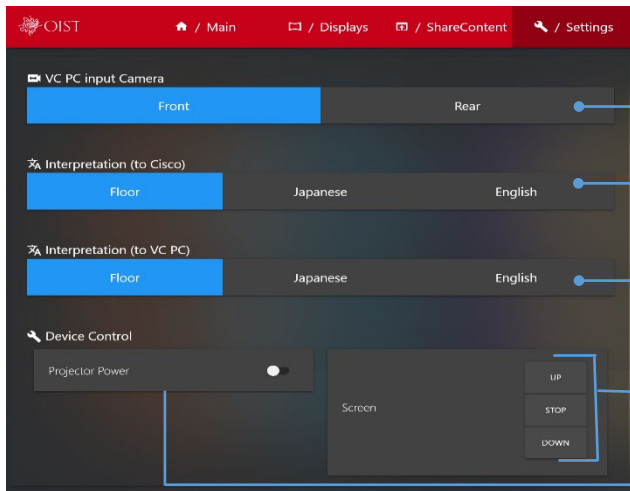 OIST / Main / Displays / ShareContent / Settings
VC PC input Camera
Front Rear
Interpretation (to Cisco)
Floor Japanese English
Interpretation (to VC PC)
Floor Japanese English
Device Control
Projector Power
UP
Screen STOP
DOWN